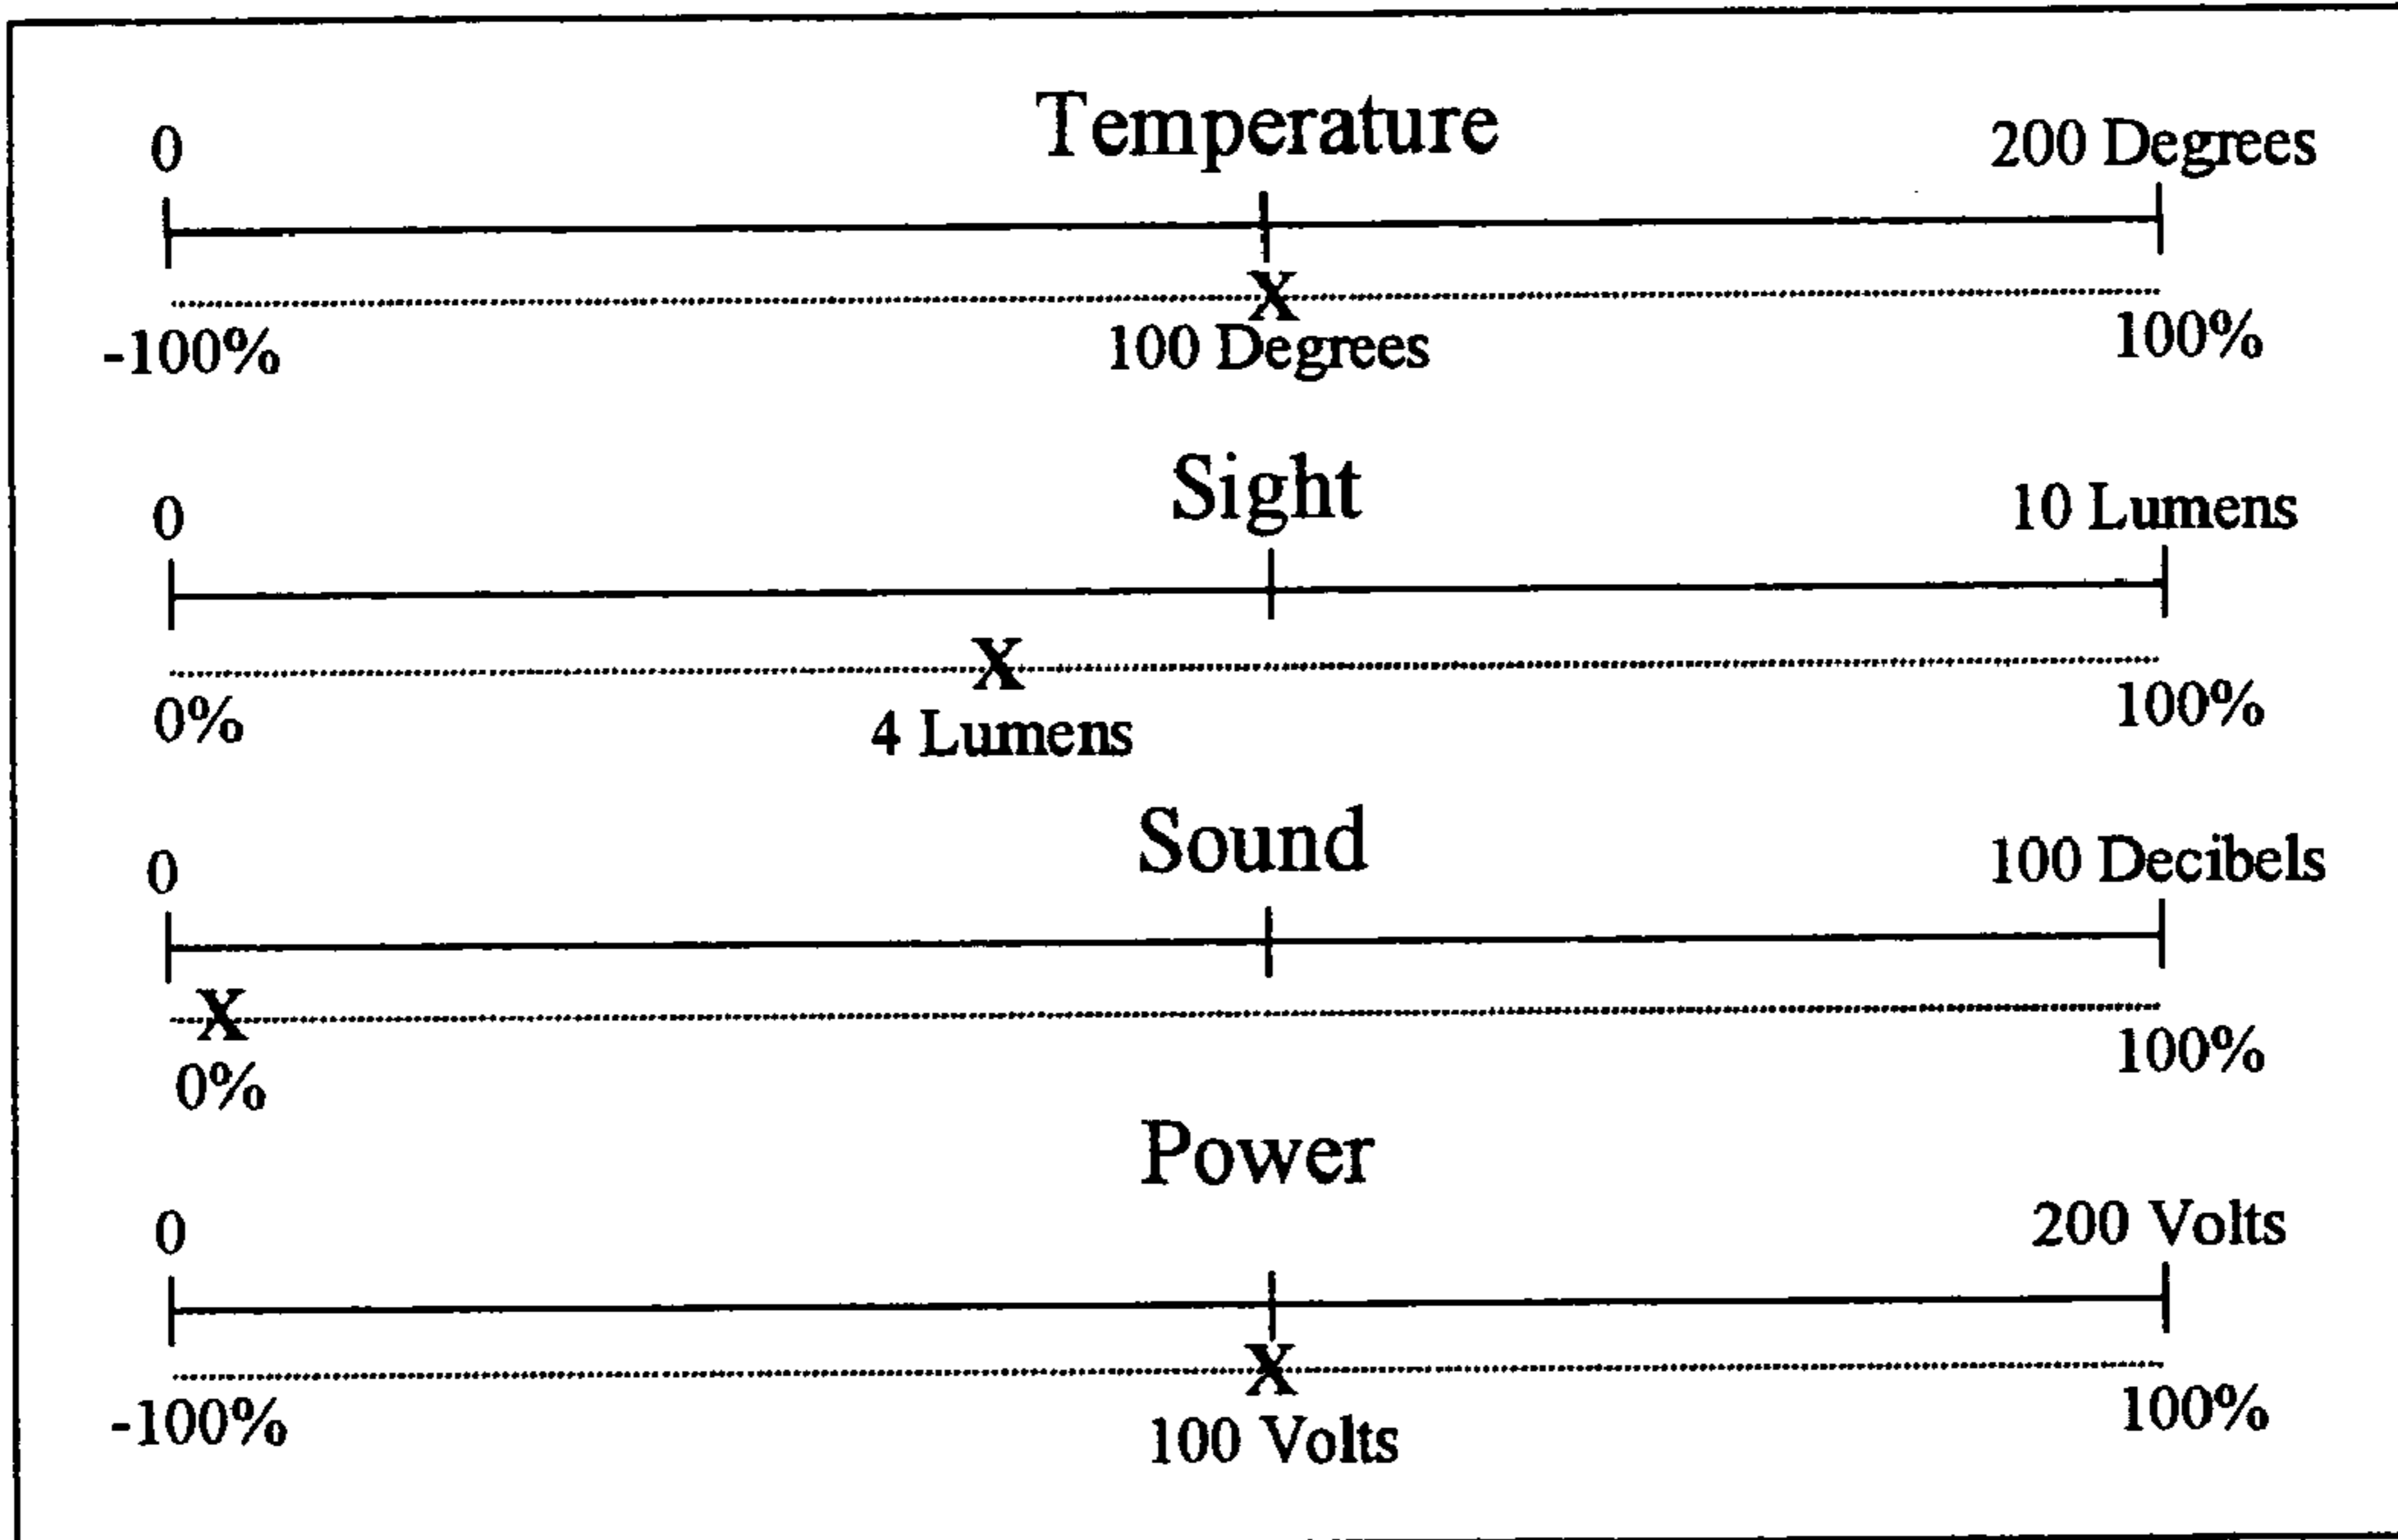 Temperature
0 200 Degrees
X
-100% 100 Degrees 100%
Sight
0 10 Lumens
X
0% 4 Lumens 100%
Sound
0 100 Decibels
X
0% 100%
Power
0 200 Volts
X
-100% 100 Volts 100%